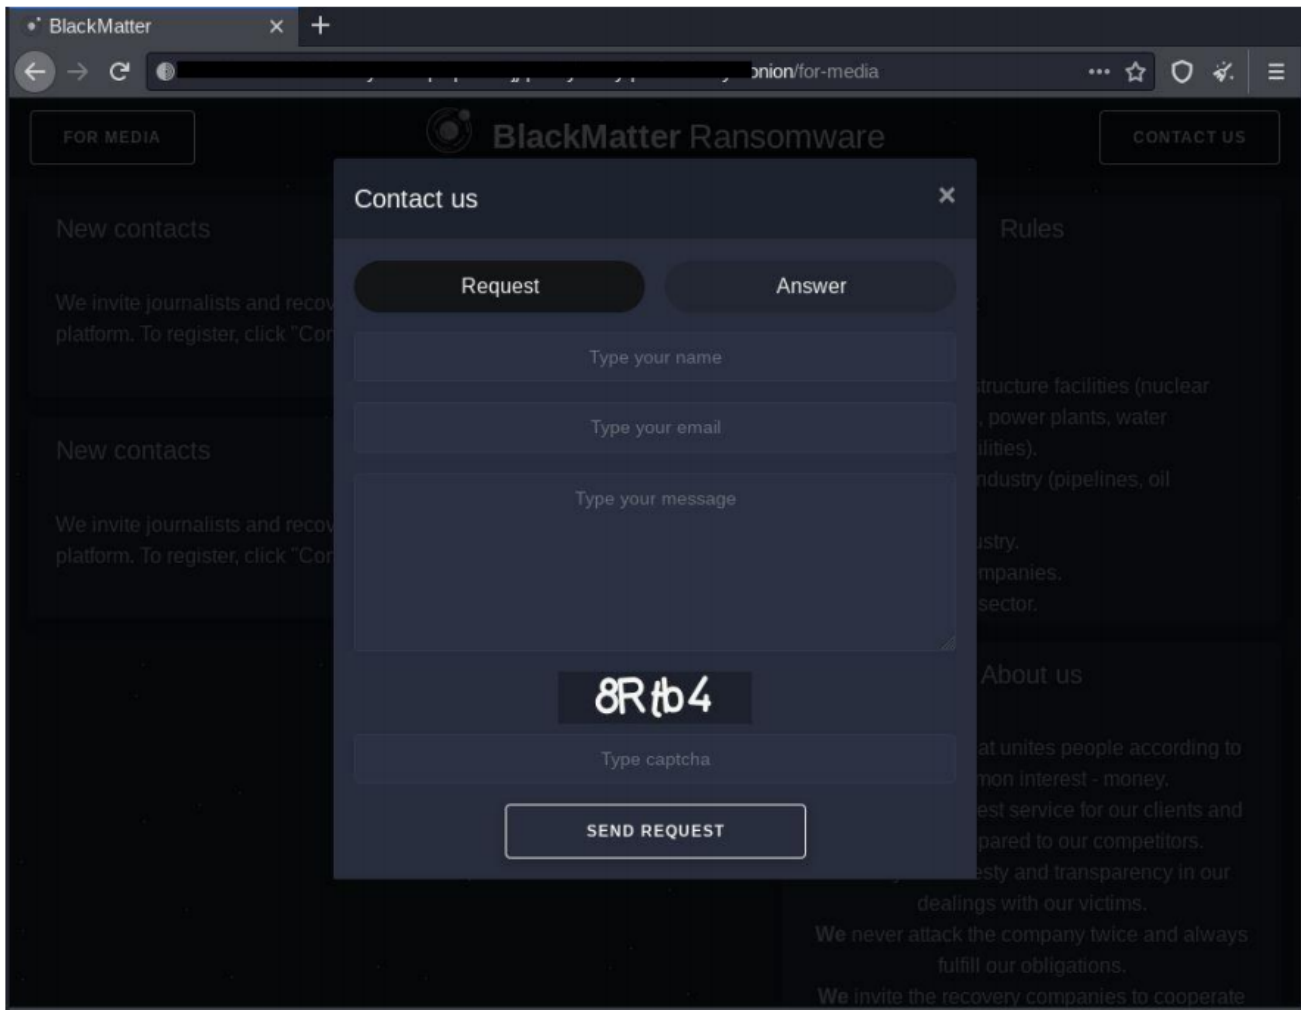 BlackMatter
onion/for-media
FOR MEDIA
BlackMatter Ransomware
CONTACT US
Contact us
Request
Answer
Type your name
Type your email
Type your message
8Rtb4
Type captcha
SEND REQUEST
New contacts
We invite journalists and recov
platform. To register, click "Con
New contacts
We invite journalists and recov
platform. To register, click "Con
Rules
structure facilities (nuclear
, power plants, water
ilities).
ndustry (pipelines, oil
ustry.
mpanies.
sector.
About us
at unites people according to
mon interest - money.
est service for our clients and
pared to our competitors.
esty and transparency in our
dealings with our victims.
We never attack the company twice and always
fulfill our obligations.
We invite the recovery companies to cooperate